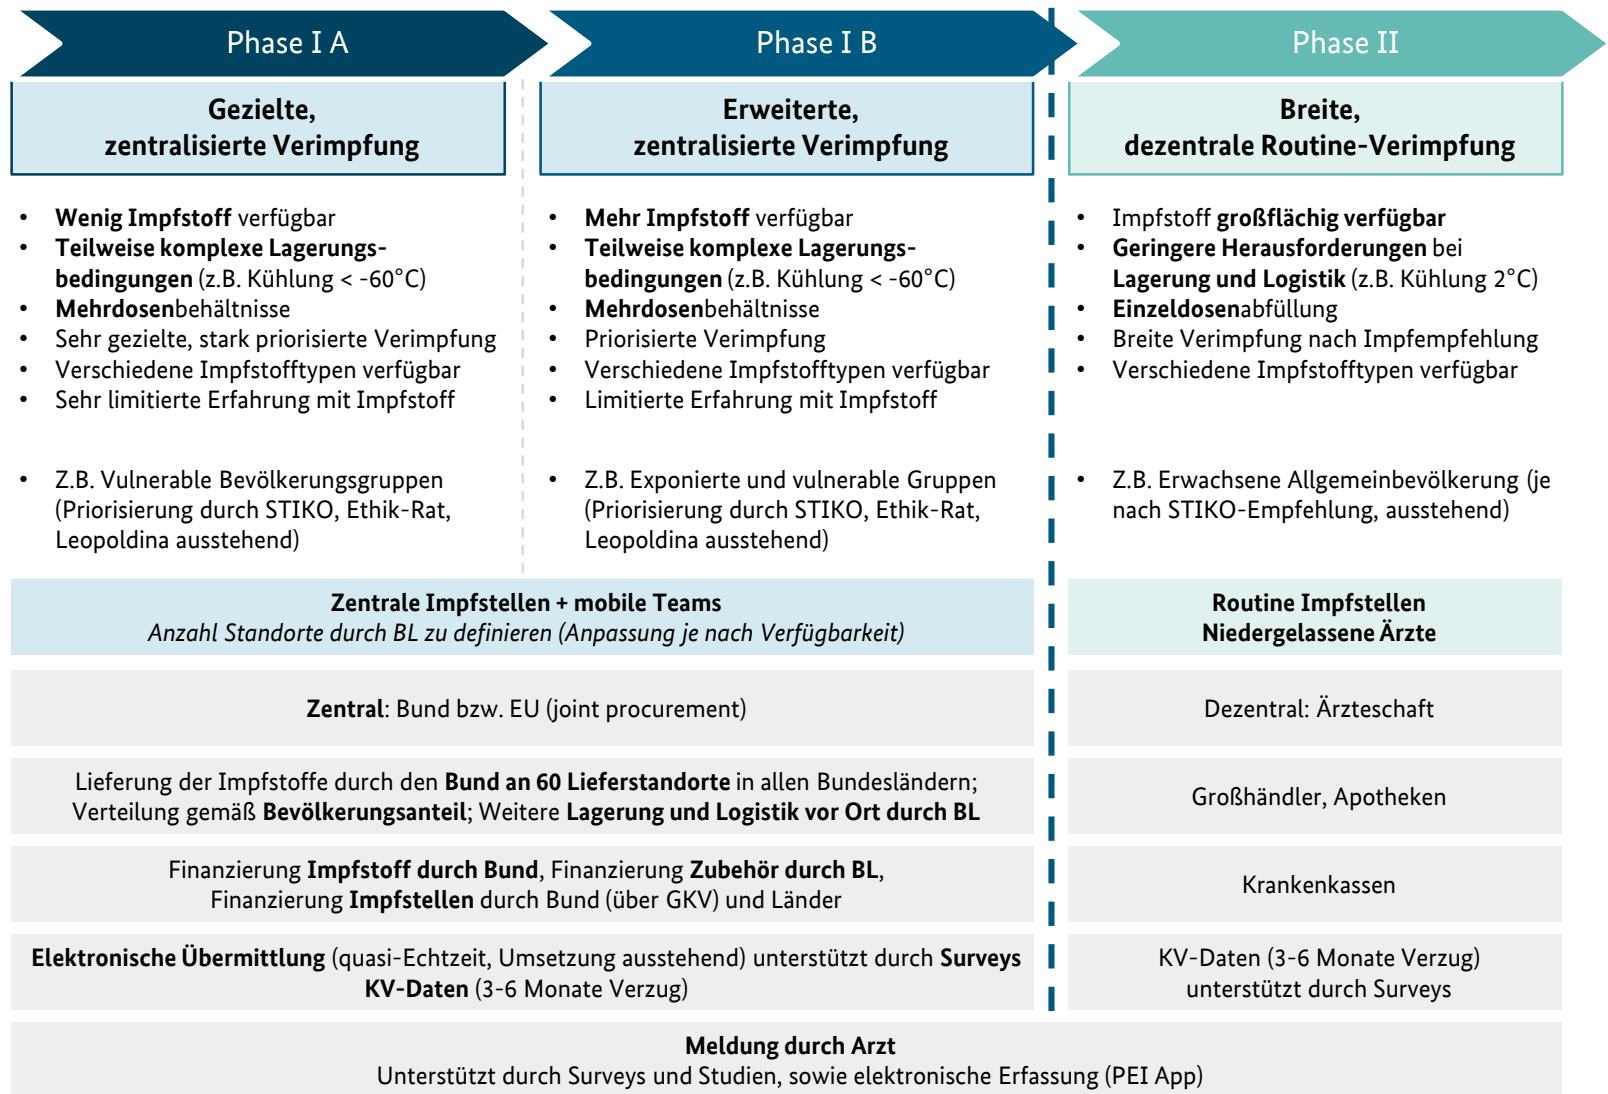 Phase I A
Phase I B
Phase II
Gezielte,
zentralisierte Verimpfung
Erweiterte,
zentralisierte Verimpfung
Breite,
dezentrale Routine-Verimpfung
• Wenig Impfstoff verfügbar
• Teilweise komplexe Lagerungs-
bedingungen (z.B. Kühlung < -60°C)
• Mehrdosenbehältnisse
• Sehr gezielte, stark priorisierte Verimpfung
• Verschiedene Impfstofftypen verfügbar
• Sehr limitierte Erfahrung mit Impfstoff
• Z.B. Vulnerable Bevölkerungsgruppen
(Priorisierung durch STIKO, Ethik-Rat,
Leopoldina ausstehend)
• Mehr Impfstoff verfügbar
• Teilweise komplexe Lagerungs-
bedingungen (z.B. Kühlung < -60°C)
• Mehrdosenbehältnisse
• Priorisierte Verimpfung
• Verschiedene Impfstofftypen verfügbar
• Limitierte Erfahrung mit Impfstoff
• Z.B. Exponierte und vulnerable Gruppen
(Priorisierung durch STIKO, Ethik-Rat,
Leopoldina ausstehend)
• Impfstoff großflächig verfügbar
• Geringere Herausforderungen bei
Lagerung und Logistik (z.B. Kühlung 2°C)
• Einzeldosenabfüllung
• Breite Verimpfung nach Impfempfehlung
• Verschiedene Impfstofftypen verfügbar
• Z.B. Erwachsene Allgemeinbevölkerung (je
nach STIKO-Empfehlung, ausstehend)
Zentrale Impfstellen + mobile Teams
Anzahl Standorte durch BL zu definieren (Anpassung je nach Verfügbarkeit)
Routine Impfstellen
Niedergelassene Ärzte
Zentral: Bund bzw. EU (joint procurement)
Dezentral: Ärzteschaft
Lieferung der Impfstoffe durch den Bund an 60 Lieferstandorte in allen Bundesländern;
Verteilung gemäß Bevölkerungsanteil; Weitere Lagerung und Logistik vor Ort durch BL
Großhändler, Apotheken
Finanzierung Impfstoff durch Bund, Finanzierung Zubehör durch BL,
Finanzierung Impfstellen durch Bund (über GKV) und Länder
Krankenkassen
Elektronische Übermittlung (quasi-Echtzeit, Umsetzung ausstehend) unterstützt durch Surveys
KV-Daten (3-6 Monate Verzug)
KV-Daten (3-6 Monate Verzug)
unterstützt durch Surveys
Meldung durch Arzt
Unterstützt durch Surveys und Studien, sowie elektronische Erfassung (PEI App)